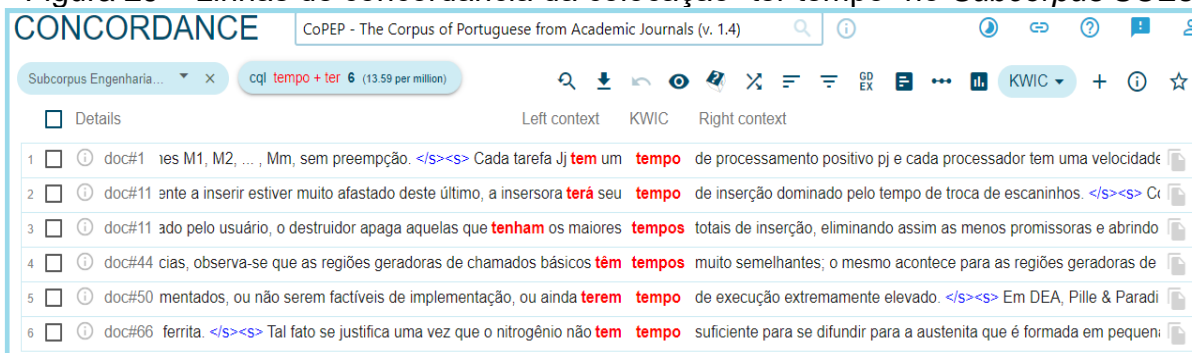 CONCORDANCE CoPEP - The Corpus of Portuguese from Academic Journals (v. 1.4)
Subcorpus Engenharia... cql tempo + ter 6 (13.59 per million) GD EX KWIC
Details Left context KWIC Right context
1 doc#1 nes M1, M2, ... , Mm, sem preempção. </s><s> Cada tarefa Jj tem um tempo de processamento positivo pj e cada processador tem uma velocidade
2 doc#11 ente a inserir estiver muito afastado deste último, a insersora terá seu tempo de inserção dominado pelo tempo de troca de escaninhos. </s><s> Co
3 doc#11 ado pelo usuário, o destruidor apaga aquelas que tenham os maiores tempos totais de inserção, eliminando assim as menos promissoras e abrindo
4 doc#44 cias, observa-se que as regiões geradoras de chamados básicos têm tempos muito semelhantes; o mesmo acontece para as regiões geradoras de
5 doc#50 mentados, ou não serem factíveis de implementação, ou ainda terem tempo de execução extremamente elevado. </s><s> Em DEA, Pille & Paradi
6 doc#66 ferrita. </s><s> Tal fato se justifica uma vez que o nitrogênio não tem tempo suficiente para se difundir para a austenita que é formada em pequen